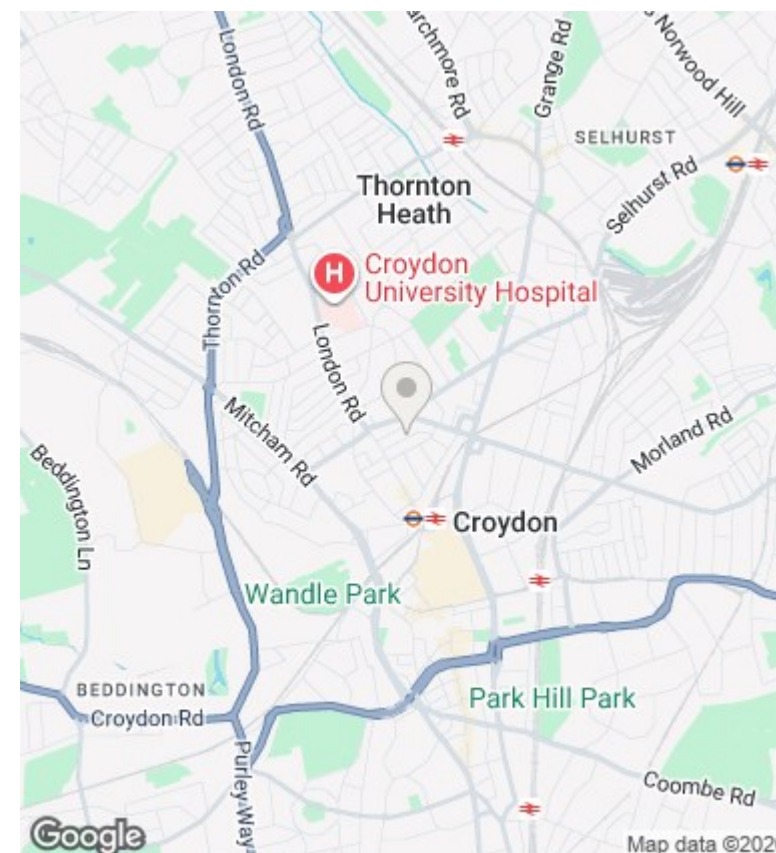 London Rd
archmore Rd
Grange Rd
s Norwood Hill
SELHURST
Selhurst Rd
Thornton
Heath
H
Croydon
University Hospital
Thornton Rd
London Rd
Mitcham Rd
Morland Rd
Beddington Ln
Croydon
Wandle Park
BEDDINGTON
Croydon Rd
Park Hill Park
Purley Way
Coombe Rd
Google
Map data ©202